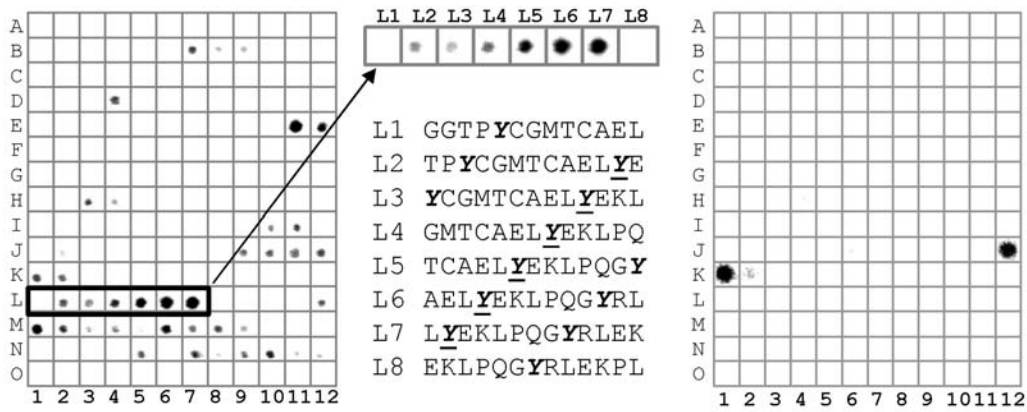 A
B
C
D
E
F
G
H
I
J
K
L
M
N
O
1 2 3 4 5 6 7 8 9 10 11 12
L1 L2 L3 L4 L5 L6 L7 L8
L1 GGTPYCGMTCAEL
L2 TPYCGMTCAELYE
L3 YCGMTCAELYEKL
L4 GMTCAELYEKLPQ
L5 TCAELYEKLPQGY
L6 AELYEKLPQGYRL
L7 LYEKLPQGYRLEK
L8 EKLPQGYRLEKPL
A
B
C
D
E
F
G
H
I
J
K
L
M
N
O
1 2 3 4 5 6 7 8 9 10 11 12